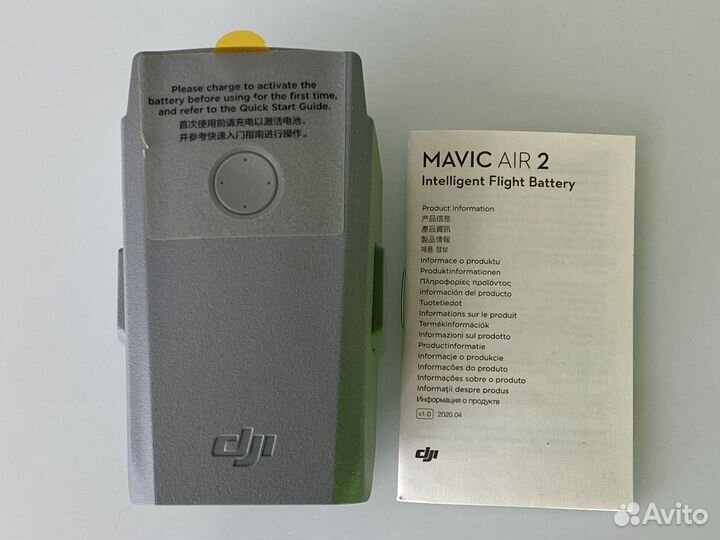 Please charge to activate the
battery before using for the first time,
and refer to the Quick Start Guide.
首次使用前请充电以激活电池，
并参考快速入门指南进行操作。
dji
MAVIC AIR 2
Intelligent Flight Battery
Product Information
产品信息
產品資訊
製品情報
제품 정보
Informace o produktu
Produktinformationen
Πληροφορίες προϊόντος
Información del producto
Tuotetiedot
Informations sur le produit
Termékinformációk
Informazioni sul prodotto
Productinformatie
Informacje o produkcie
Informações do produto
Informações sobre o produto
Informații despre produs
Информация о продукте
v1.0 2020.04
dji
Avito